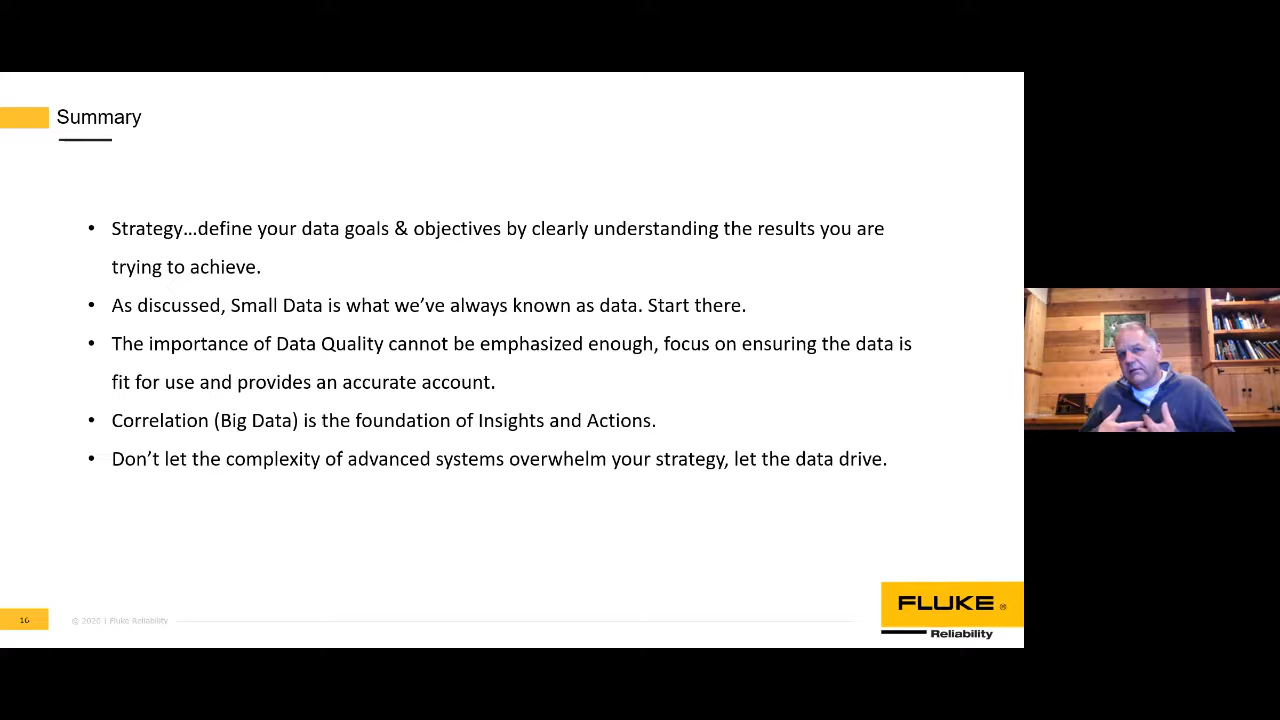 Summary
• Strategy…define your data goals & objectives by clearly understanding the results you are
trying to achieve.
• As discussed, Small Data is what we’ve always known as data. Start there.
• The importance of Data Quality cannot be emphasized enough, focus on ensuring the data is
fit for use and provides an accurate account.
• Correlation (Big Data) is the foundation of Insights and Actions.
• Don’t let the complexity of advanced systems overwhelm your strategy, let the data drive.
16
© 2020 | Fluke Reliability
FLUKE ®
Reliability